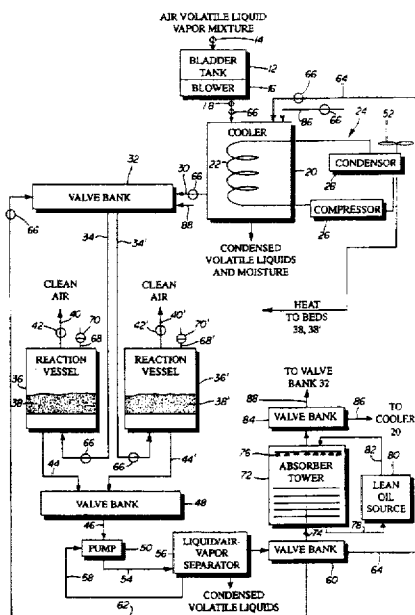 AIR VOLATILE LIQUID
VAPOR MIXTURE
14
BLADDER
TANK
12
BLOWER
16
18
66
66
64
66
86
24
52
COOLER
22
20
CONDENSOR
28
COMPRESSOR
26
32
VALVE BANK
30
66
88
66
34
34'
CONDENSED
VOLATILE LIQUIDS
AND MOISTURE
HEAT
TO BEDS
38, 38'
CLEAN
AIR
40
42
70
68
CLEAN
AIR
40'
42'
70'
68'
REACTION
VESSEL
36
38
REACTION
VESSEL
36'
38'
66
66
44
44'
VALVE BANK
48
46
PUMP
50
58
54
56
LIQUID/AIR-
VAPOR
SEPARATOR
62
CONDENSED
VOLATILE LIQUIDS
TO VALVE
BANK 32
88
84
VALVE BANK
86
TO
COOLER
20
76
72
ABSORBER
TOWER
82
80
LEAN OIL
SOURCE
74
78
VALVE BANK
60
64